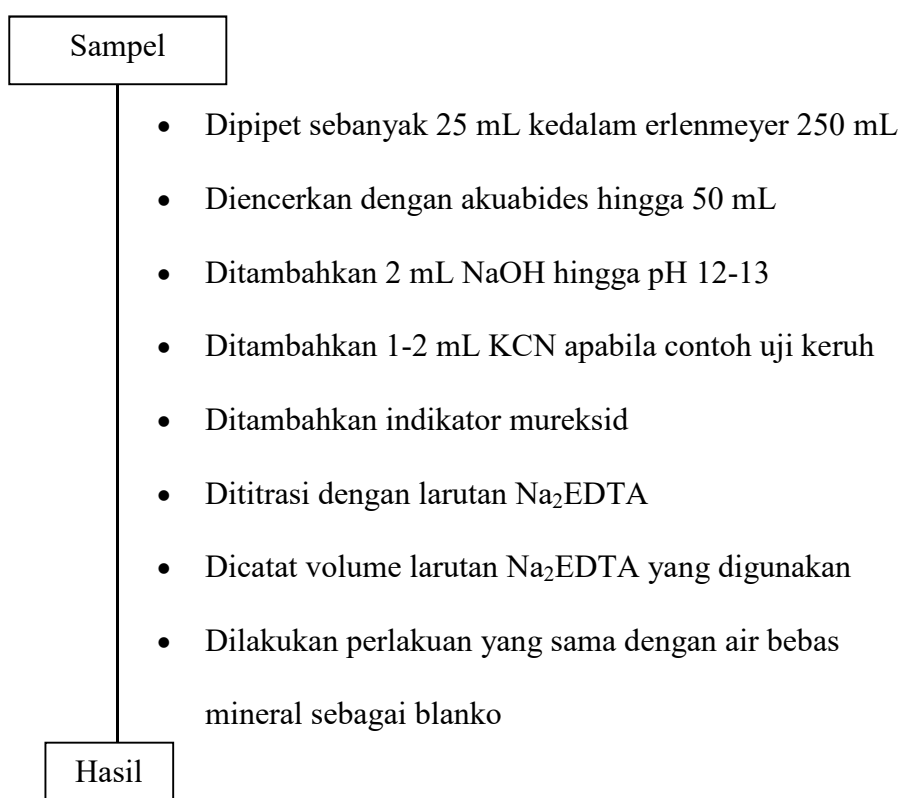 Sampel
• Dipipet sebanyak 25 mL kedalam erlenmeyer 250 mL
• Diencerkan dengan akuabides hingga 50 mL
• Ditambahkan 2 mL NaOH hingga pH 12-13
• Ditambahkan 1-2 mL KCN apabila contoh uji keruh
• Ditambahkan indikator mureksid
• Dititrasi dengan larutan Na₂EDTA
• Dicatat volume larutan Na₂EDTA yang digunakan
• Dilakukan perlakuan yang sama dengan air bebas
mineral sebagai blanko
Hasil